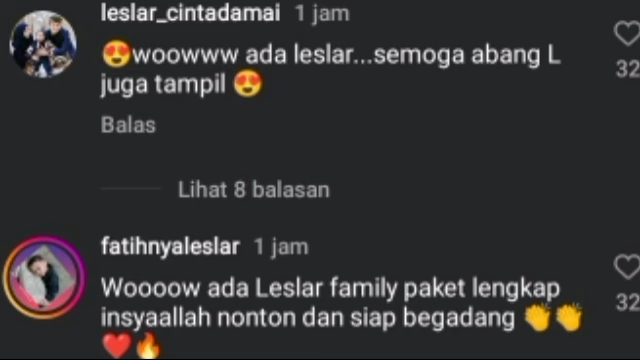 leslar_cintadamai 1 jam
😍woowww ada leslar...semoga abang L
juga tampil 😍
32
Balas
Lihat 8 balasan
fatihnyaleslar 1 jam
Woooow ada Leslar family paket lengkap
insyaallah nonton dan siap begadang 👏👏
32
❤️🔥